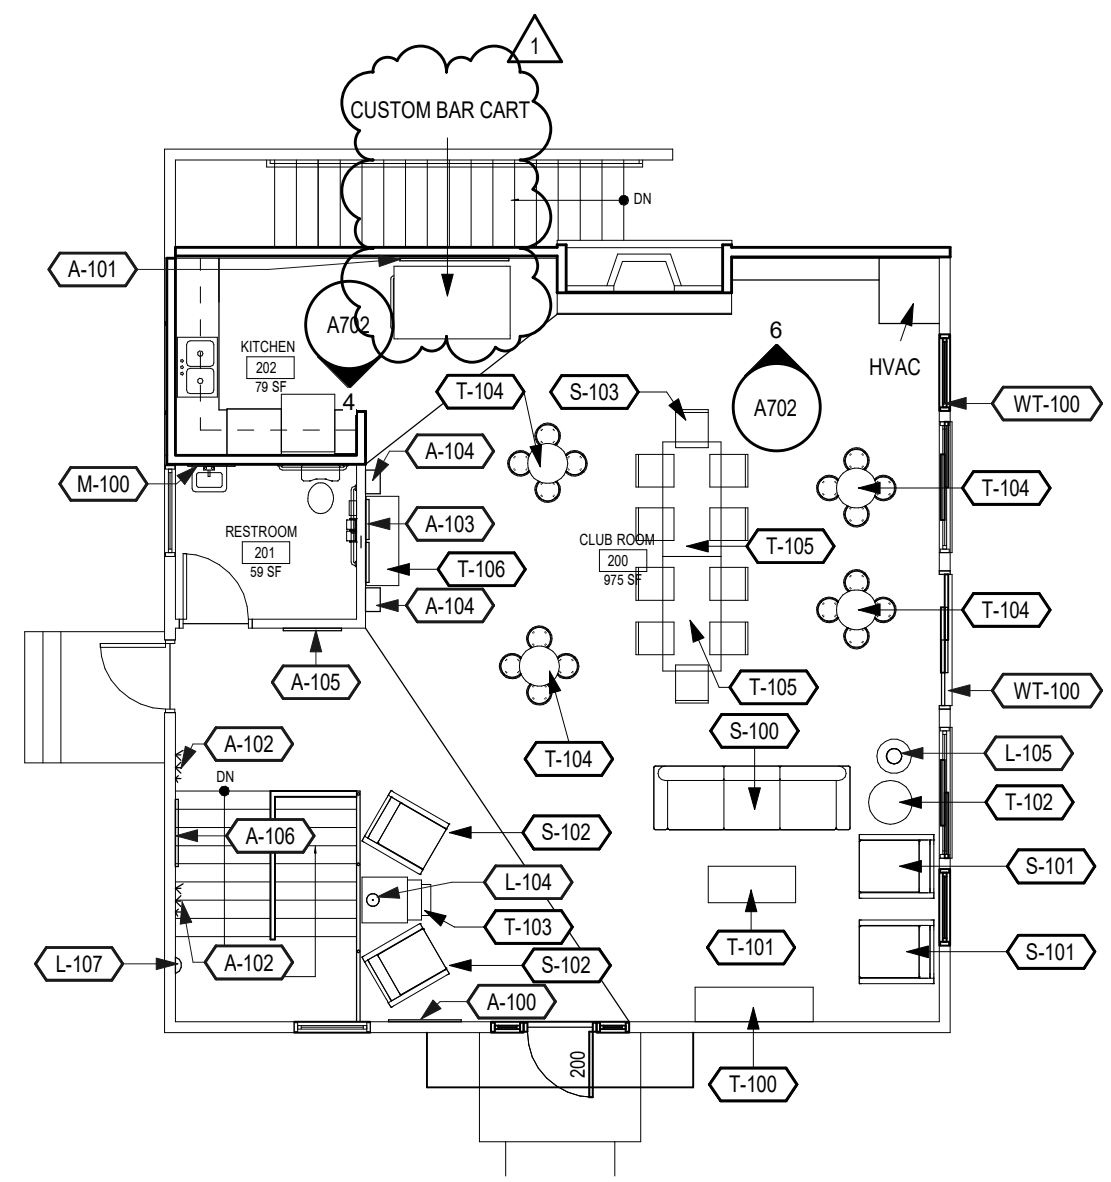 1
CUSTOM BAR CART
DN
A-101
A702
KITCHEN
202
79 SF
4
6
A702
HVAC
T-104
S-103
WT-100
A-104
M-100
T-104
A-103
RESTROOM
201
59 SF
CLUB ROOM
200
975 SF
T-105
T-106
A-104
T-104
A-105
T-105
WT-100
S-100
A-102
T-104
L-105
DN
T-102
A-106
S-102
S-101
L-104
T-103
T-101
S-101
L-107
A-102
S-102
A-100
200
T-100